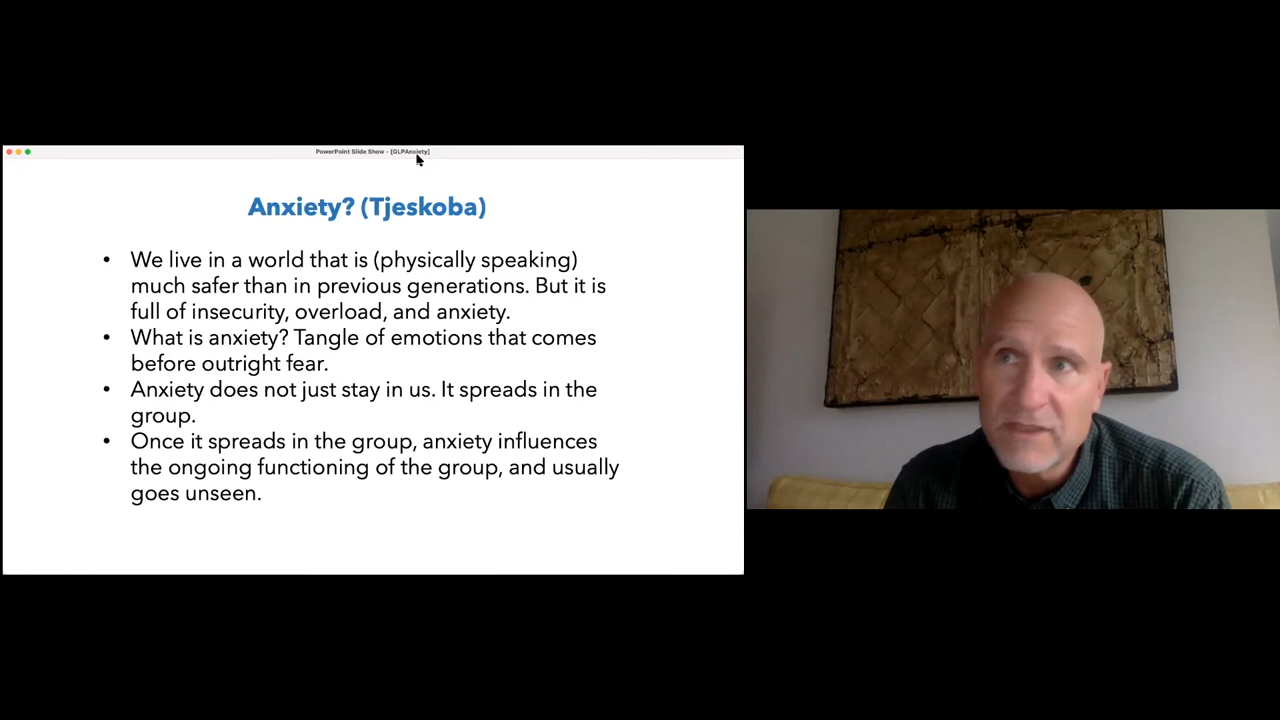 PowerPoint Slide Show - [GLPAnxiety]
Anxiety? (Tjeskoba)
• We live in a world that is (physically speaking)
much safer than in previous generations. But it is
full of insecurity, overload, and anxiety.
• What is anxiety? Tangle of emotions that comes
before outright fear.
• Anxiety does not just stay in us. It spreads in the
group.
• Once it spreads in the group, anxiety influences
the ongoing functioning of the group, and usually
goes unseen.